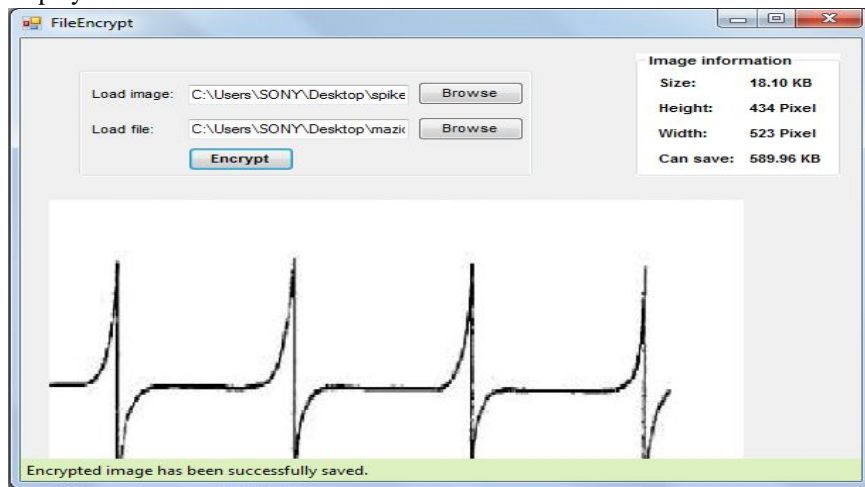 FileEncrypt
Image information
Size: 18.10 KB
Height: 434 Pixel
Width: 523 Pixel
Can save: 589.96 KB
Load image: C:\Users\SONY\Desktop\spike Browse
Load file: C:\Users\SONY\Desktop\mazi Browse
Encrypt
Encrypted image has been successfully saved.